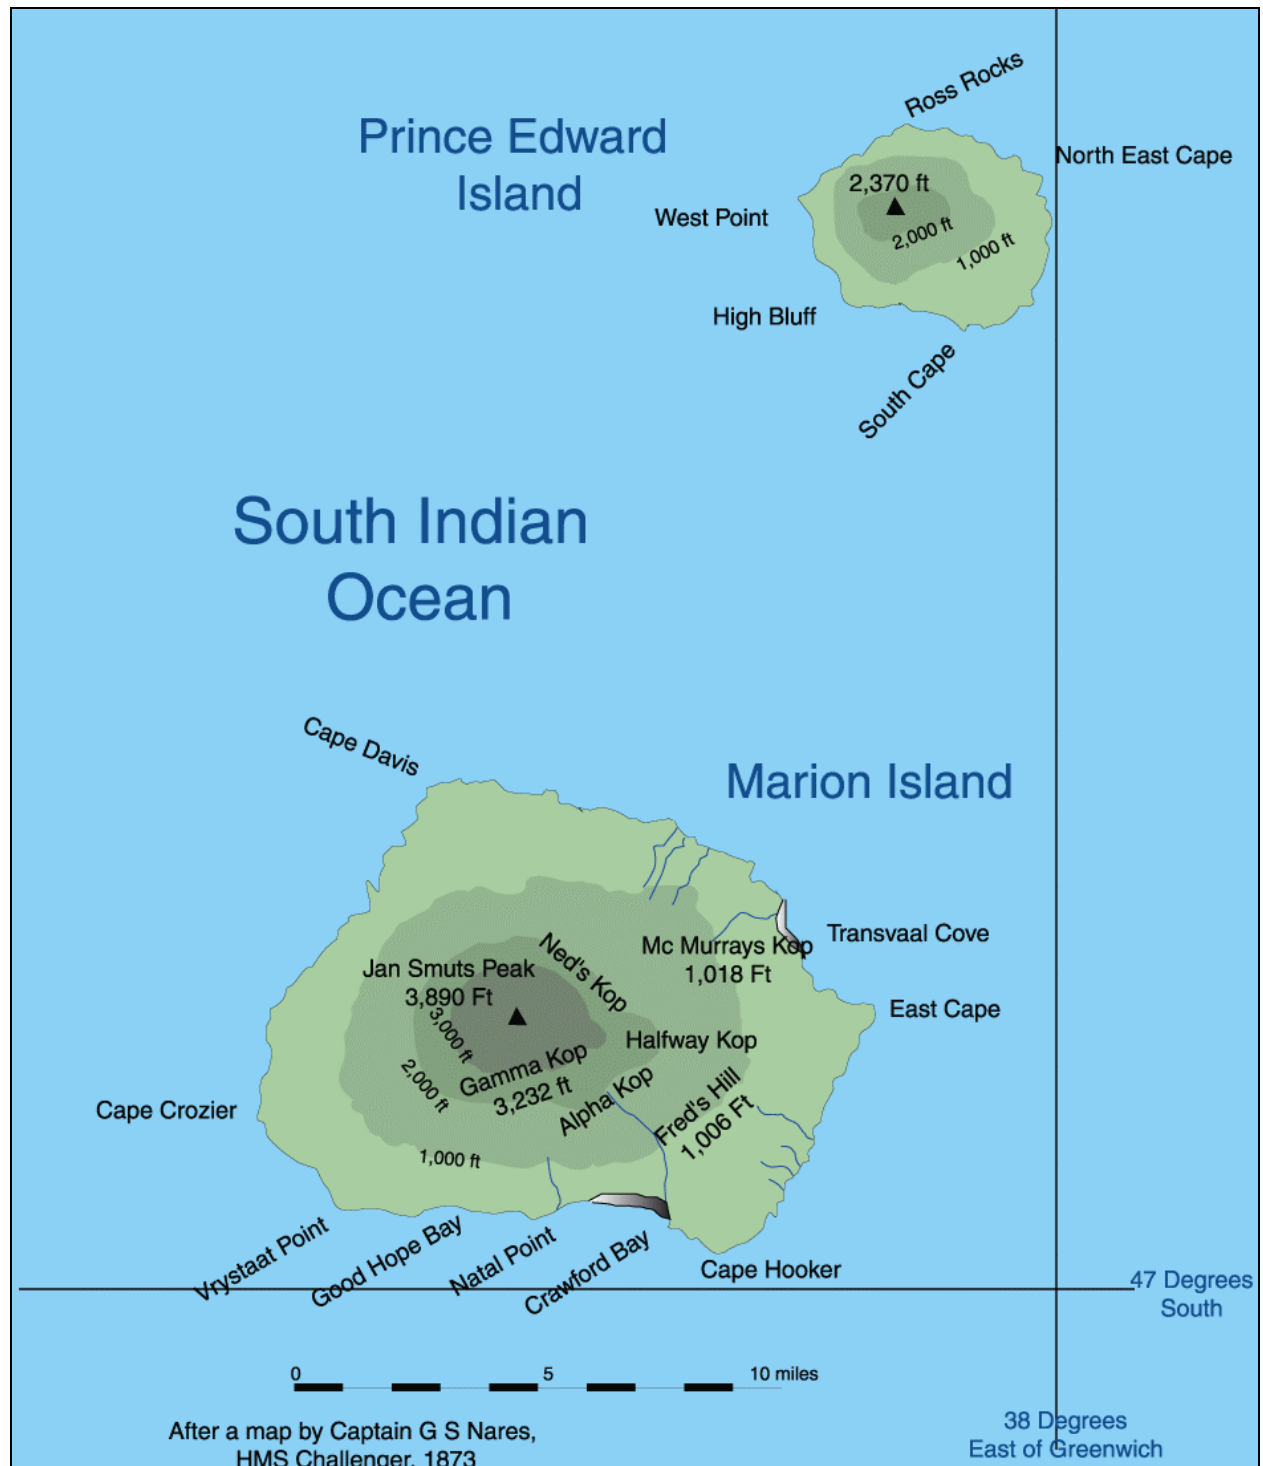 Ross Rocks
Prince Edward
Island
North East Cape
2,370 ft
West Point
2,000 ft
1,000 ft
High Bluff
South Cape
South Indian
Ocean
Cape Davis
Marion Island
Transvaal Cove
Mc Murrays Kop
1,018 Ft
Ned's Kop
Jan Smuts Peak
3,890 Ft
East Cape
3,000 ft
Halfway Kop
Gamma Kop
3,232 ft
2,000 ft
Alpha Kop
Fred's Hill
1,006 Ft
Cape Crozier
1,000 ft
Vrystaat Point
Good Hope Bay
Natal Point
Crawford Bay
Cape Hooker
47 Degrees
South
0 5 10 miles
After a map by Captain G S Nares,
HMS Challenger, 1873
38 Degrees
East of Greenwich